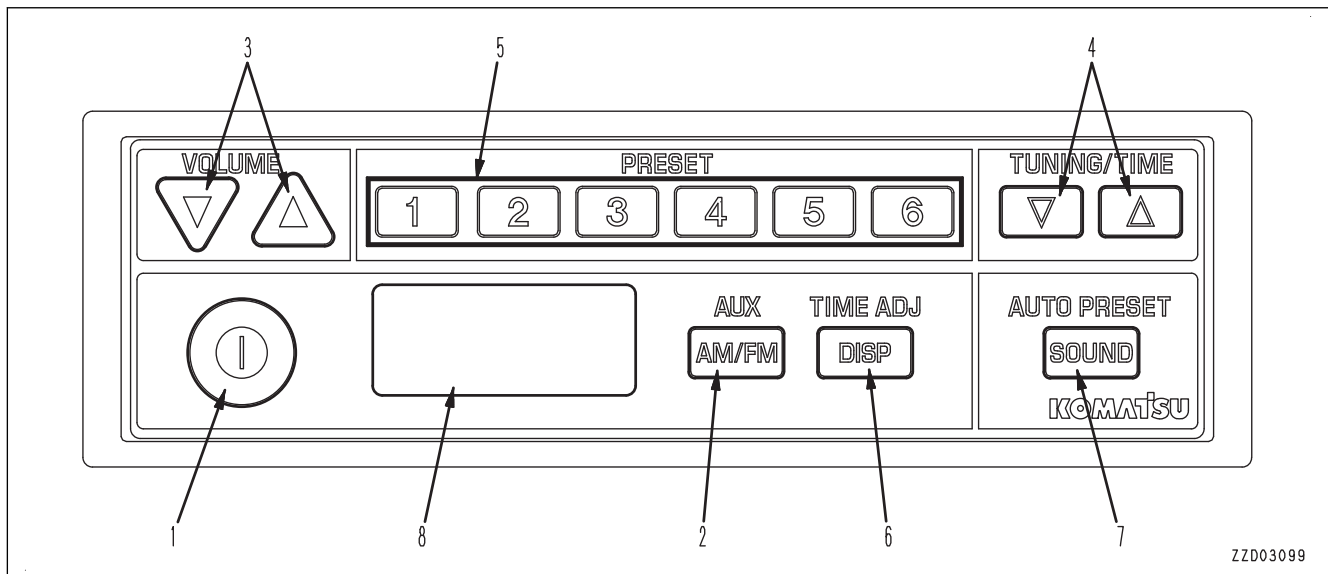 3 5 4
VOLUME PRESET TUNING/TIME
1 2 3 4 5 6
AUX TIME ADJ AUTO PRESET
AM/FM DISP SOUND
KOMATSU
1 8 2 6 7
ZZD03099